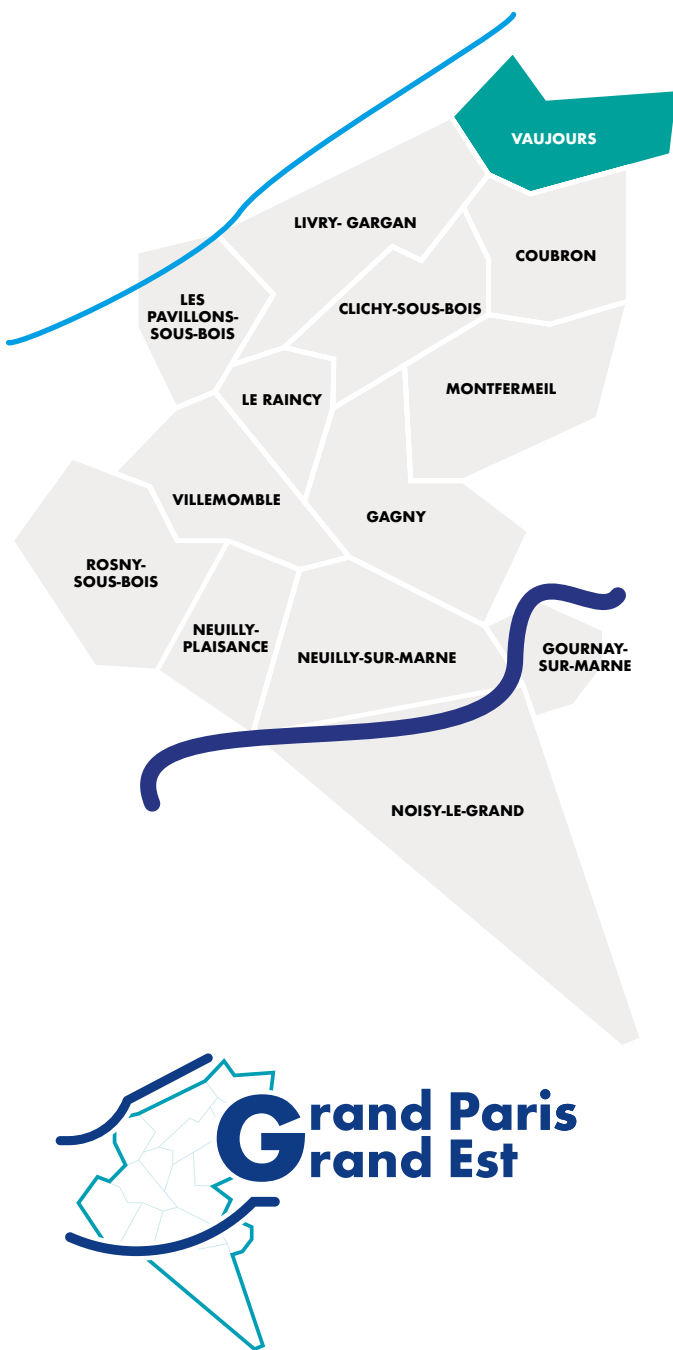 VAUJOURS
LIVRY- GARGAN
COUBRON
LES
PAVILLONS-
SOUS-BOIS
CLICHY-SOUS-BOIS
MONTFERMEIL
LE RAINCY
VILLEMOMBLE
GAGNY
ROSNY-
SOUS-BOIS
NEUILLY-
PLAISANCE
NEUILLY-SUR-MARNE
GOURNAY-
SUR-MARNE
NOISY-LE-GRAND
Grand Paris
Grand Est